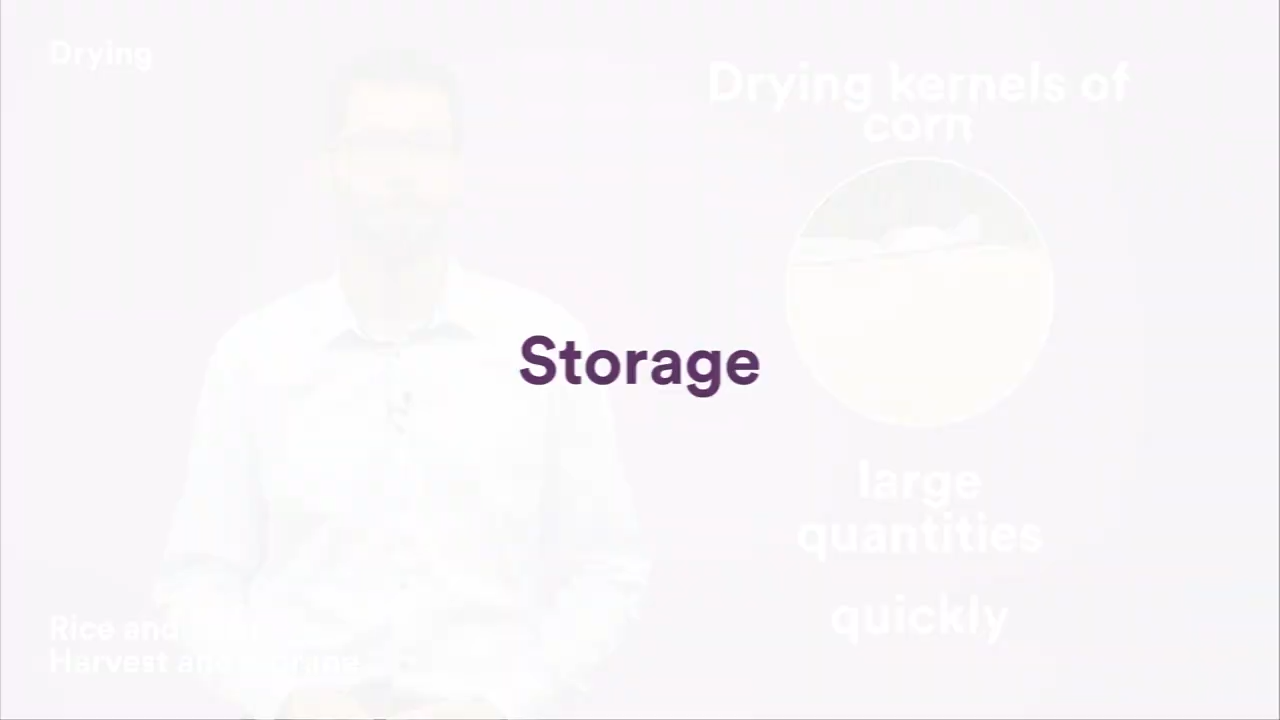 Drying
Drying kernels of
corn
Storage
large
quantities
quickly
Rice and
Harvest and